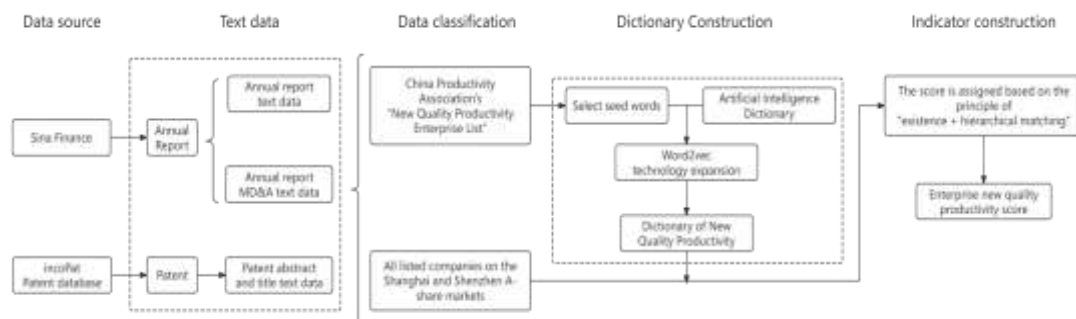 Data source
Text data
Data classification
Dictionary Construction
Indicator construction
Sina Finance
Annual
Report
Annual report
text data
Annual report
MD&A text data
incoPat
Patent database
Patent
Patent abstract
and title text data
China Productivity
Association's
"New Quality Productivity
Enterprise List"
All listed companies on the
Shanghai and Shenzhen A-
share markets
Select seed words
Artificial Intelligence
Dictionary
Word2vec
technology expansion
Dictionary of New
Quality Productivity
The score is assigned based on the
principle of
"existence + hierarchical matching"
Enterprise new quality
productivity score